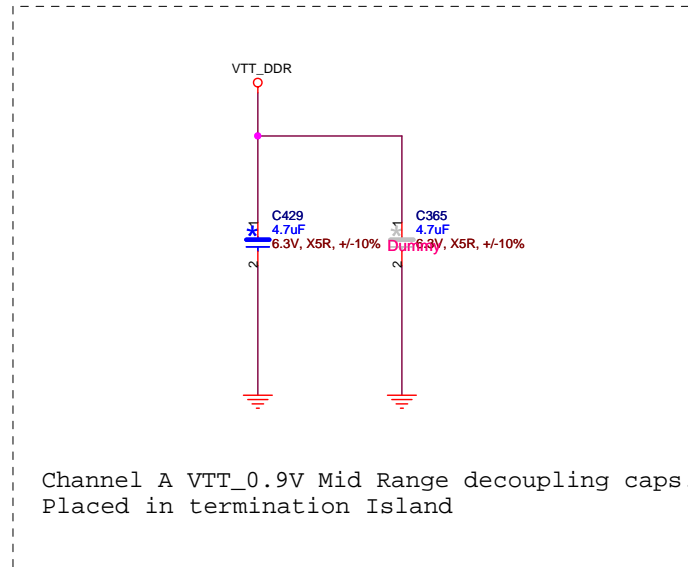 VTT_DDR
1
*
C429
4.7uF
6.3V, X5R, +/-10%
2
1
*
C365
4.7uF
6.3V, X5R, +/-10%
Dummy
2
Channel A VTT_0.9V Mid Range decoupling caps.
Placed in termination Island